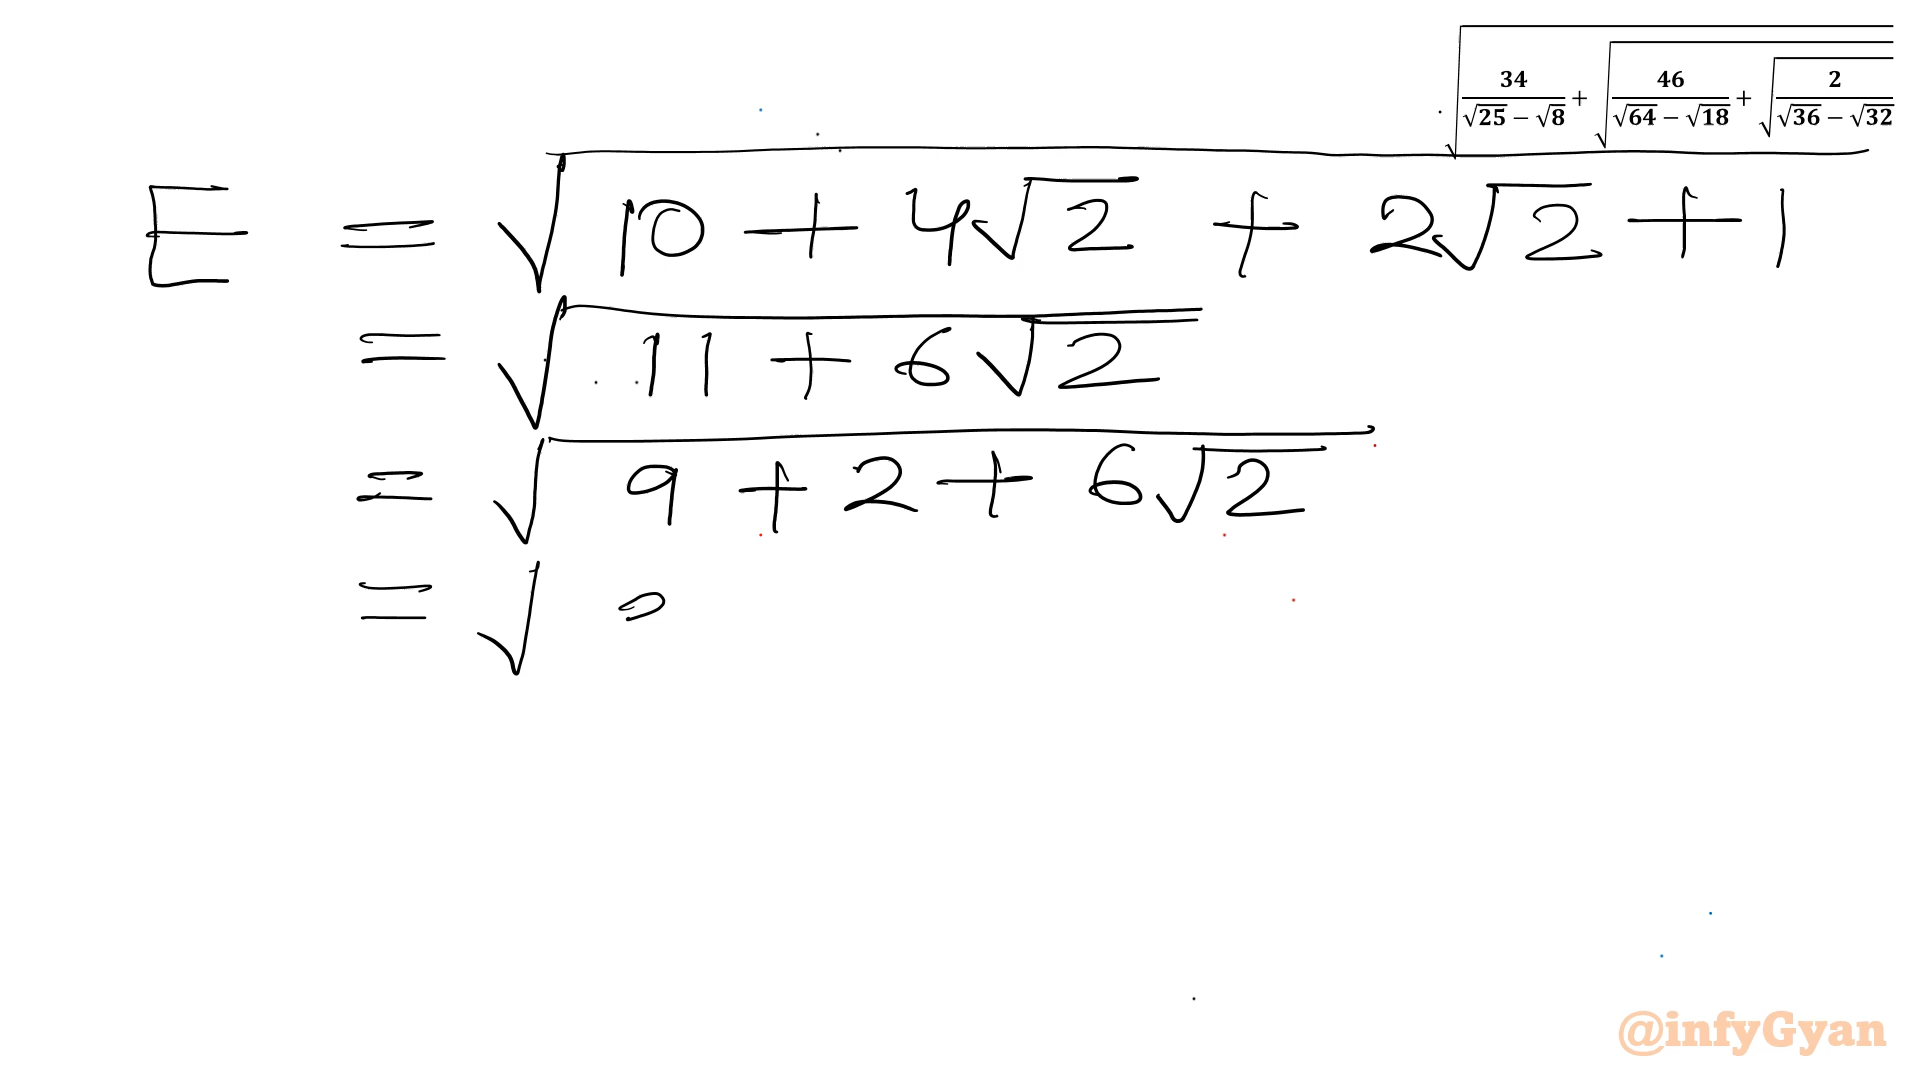 √(34/(√25 − √8) + √(46/(√64 − √18) + √(2/(√36 − √32))))
E = √(10 + 4√2 + 2√2 + 1)
= √(11 + 6√2)
= √(9 + 2 + 6√2)
= √
@infyGyan